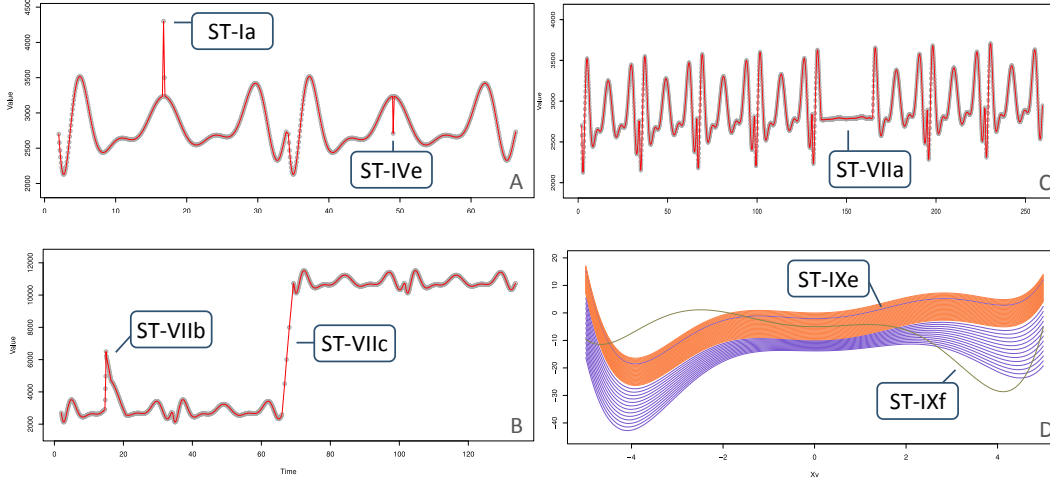 4500
4000
3500
3000
2500
2000
Value
0 10 20 30 40 50 60
ST-Ia
ST-IVe
A
4000
3500
3000
2500
2000
Value
0 50 100 150 200 250
ST-VIIa
C
12000
10000
8000
6000
4000
2000
Value
0 20 40 60 80 100 120
Time
ST-VIIb
ST-VIIc
B
20
10
0
-10
-20
-30
-40
−4 −2 0 2 4
Xv
ST-IXe
ST-IXf
D